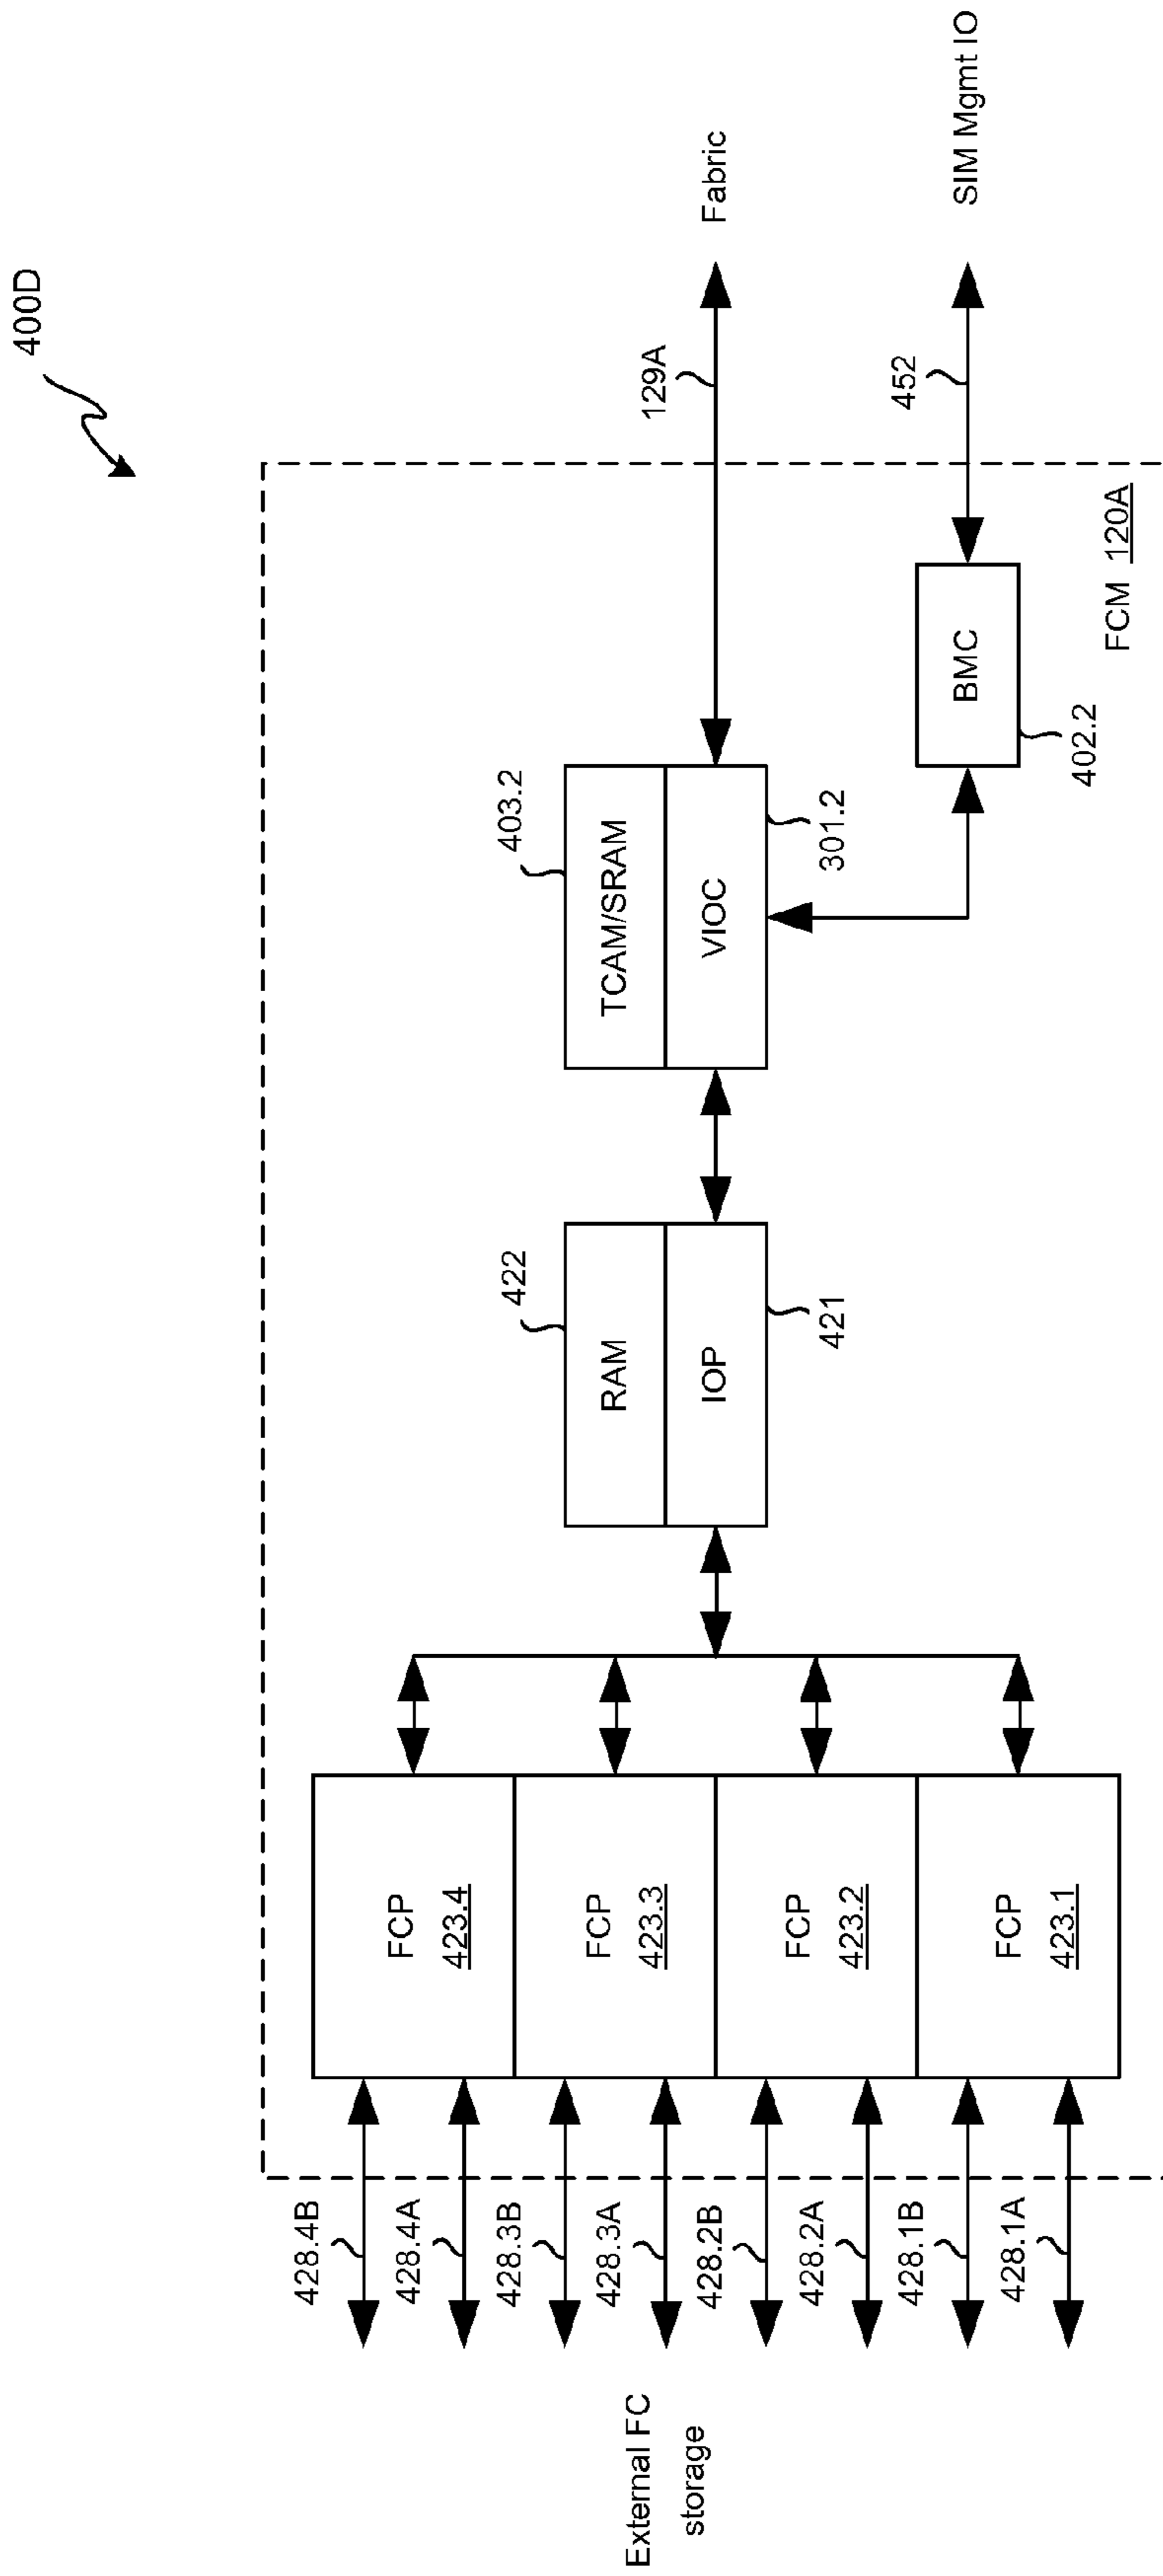 400D
External FC
storage
428.4B
428.4A
428.3B
428.3A
428.2B
428.2A
428.1B
428.1A
FCP
423.4
FCP
423.3
FCP
423.2
FCP
423.1
RAM
422
IOP
421
TCAM/SRAM
403.2
VIOC
301.2
BMC
402.2
129A
Fabric
452
SIM Mgmt IO
FCM 120A